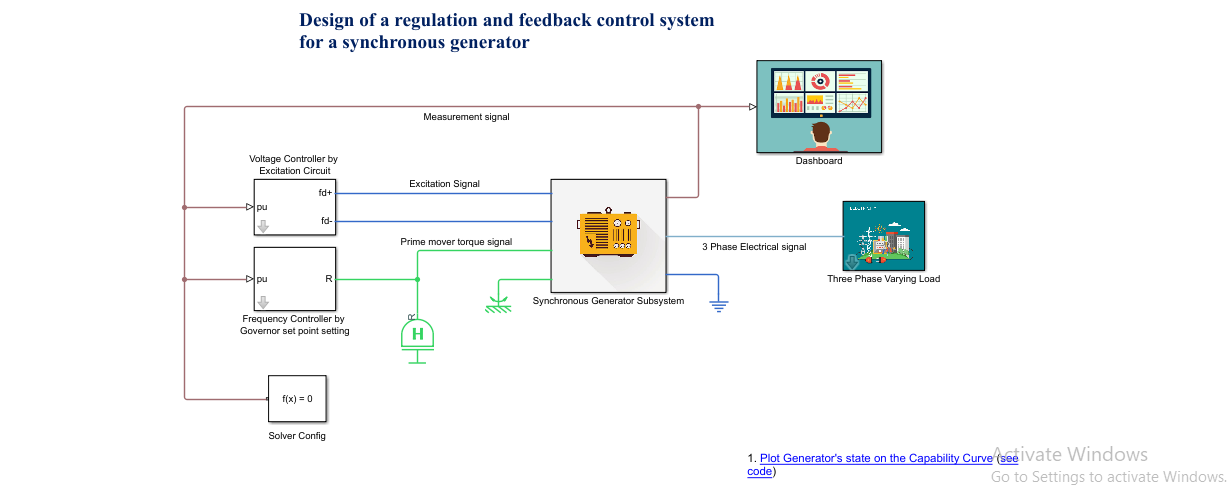 Design of a regulation and feedback control system
for a synchronous generator
Measurement signal
Dashboard
Voltage Controller by
Excitation Circuit
pu
fd+
fd-
Excitation Signal
Prime mover torque signal
3 Phase Electrical signal
Three Phase Varying Load
Synchronous Generator Subsystem
pu
R
Frequency Controller by
Governor set point setting
R
H
f(x) = 0
Solver Config
1. Plot Generator's state on the Capability Curve (see
code)
Activate Windows
Go to Settings to activate Windows.